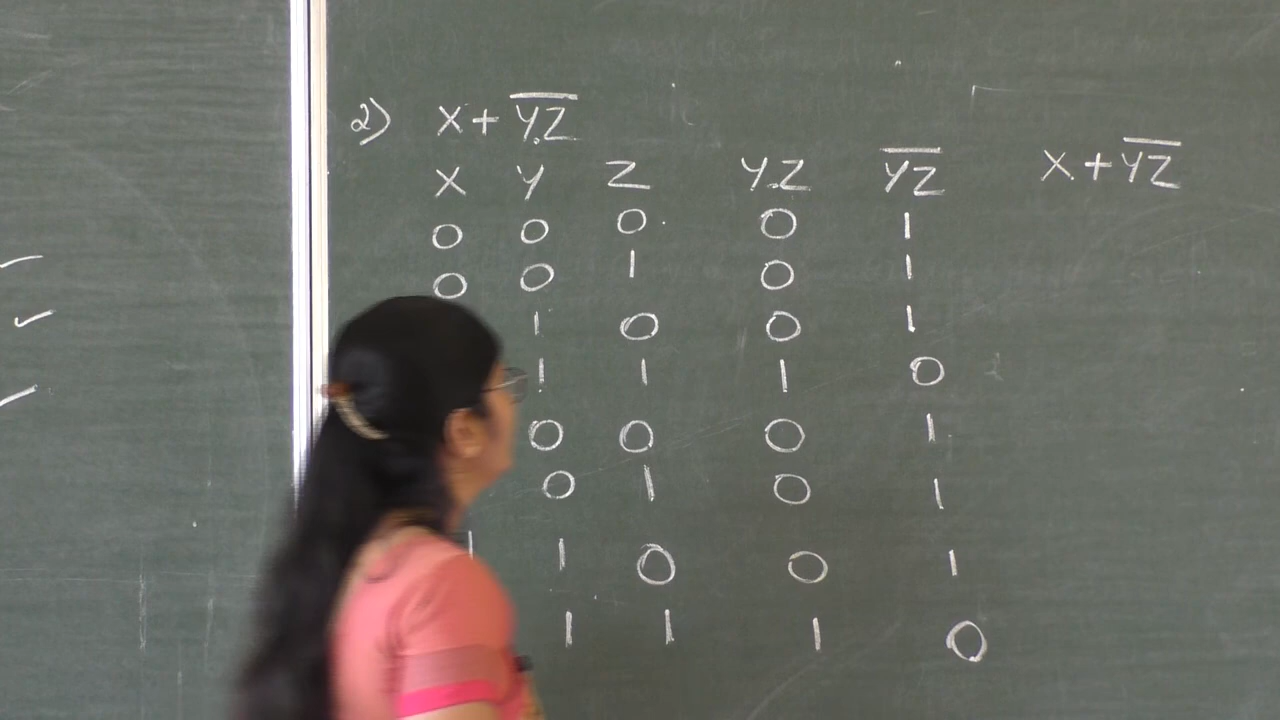 2) X + Y̅.̅Z̅
X Y Z Y.Z Y̅Z̅ X + Y̅Z̅
0 0 0 0 1
0 0 1 0 1
1 0 0 1
1 1 1 0
0 0 0 1
0 1 0 1
1 1 0 0 1
1 1 1 0